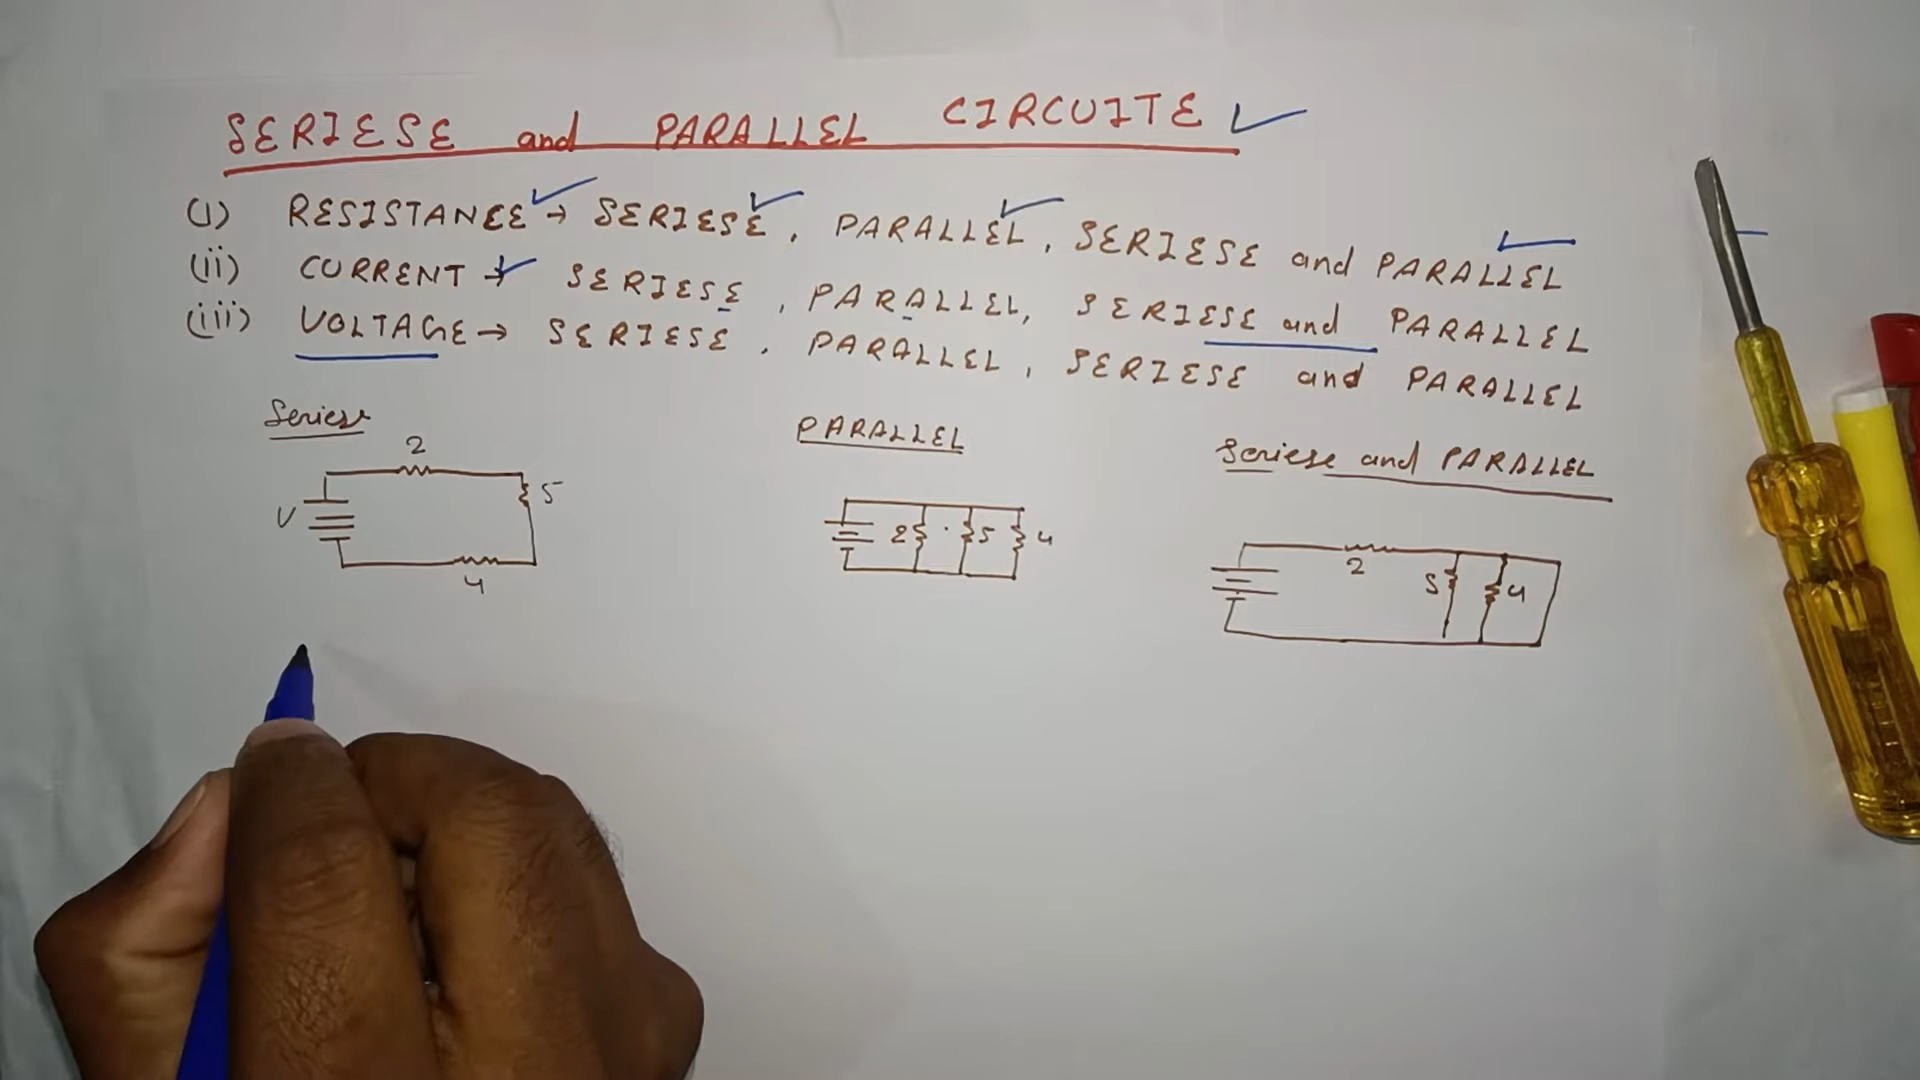 SERIESE and PARALLEL CIRCUITE
(i) RESISTANCE → SERIESE, PARALLEL, SERIESE and PARALLEL
(ii) CURRENT → SERIESE, PARALLEL, SERIESE and PARALLEL
(iii) VOLTAGE → SERIESE, PARALLEL, SERIESE and PARALLEL
Seriese
2
5
V
4
PARALLEL
2 5 4
Seriese and PARALLEL
2
5 4